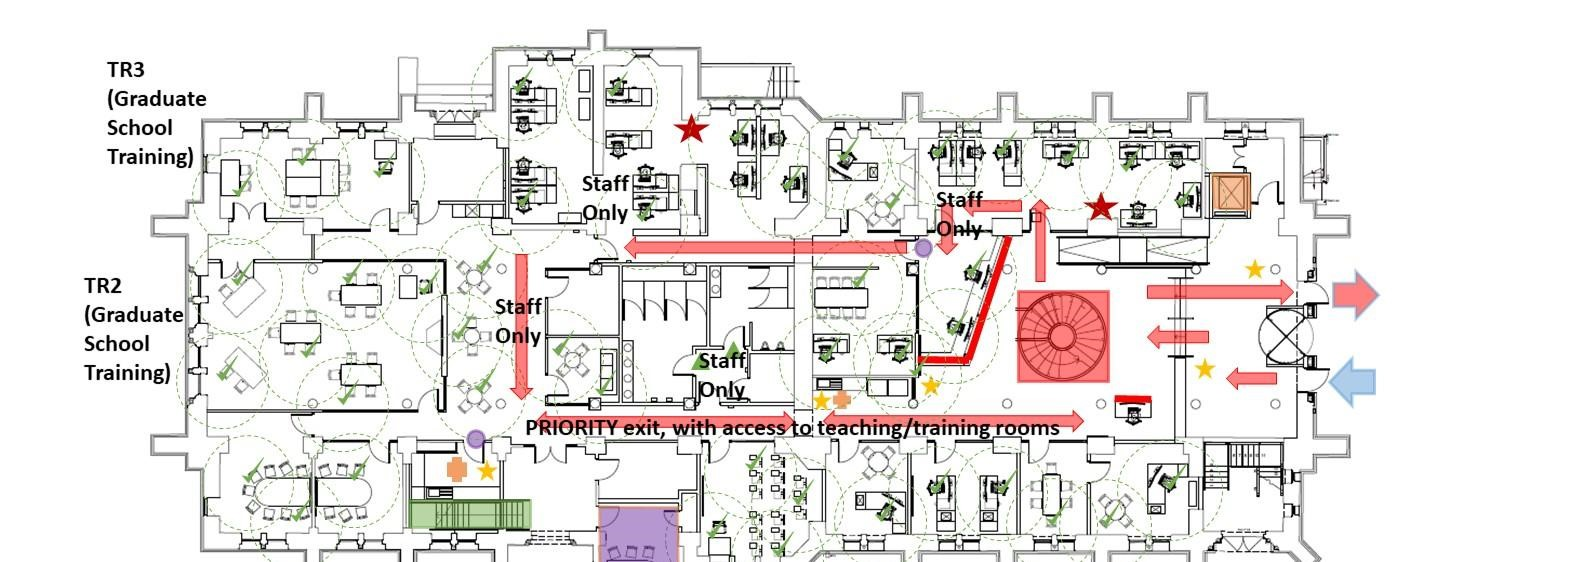 TR3
(Graduate
School
Training)
Staff
Only
Staff
Only
TR2
(Graduate
School
Training)
Staff
Only
Staff
Only
PRIORITY exit, with access to teaching/training rooms